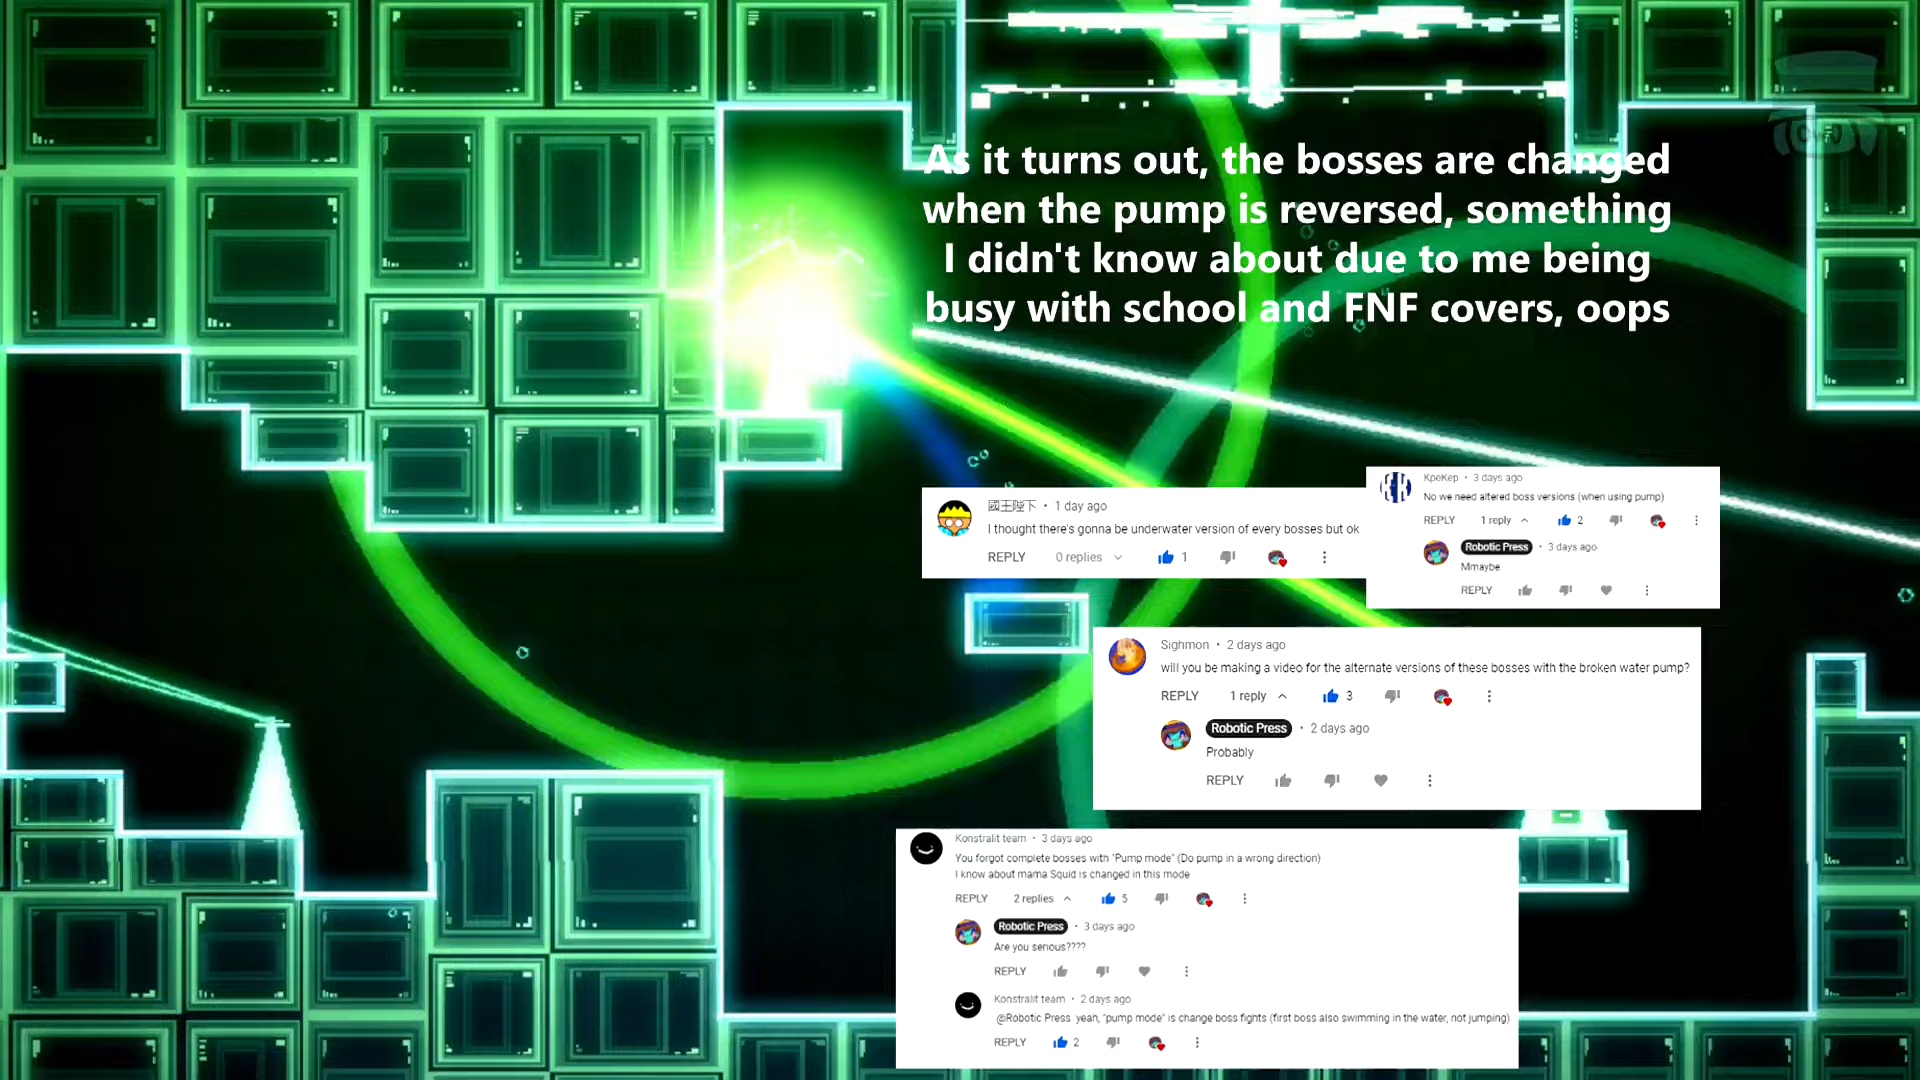 As it turns out, the bosses are changed
when the pump is reversed, something
I didn't know about due to me being
busy with school and FNF covers, oops
KpeKep • 3 days ago
No we need altered boss versions (when using pump)
REPLY 1 reply 2
Robotic Press • 3 days ago
Mmaybe
REPLY
國王陛下 • 1 day ago
I thought there's gonna be underwater version of every bosses but ok
REPLY 0 replies 1
Sighmon • 2 days ago
will you be making a video for the alternate versions of these bosses with the broken water pump?
REPLY 1 reply 3
Robotic Press • 2 days ago
Probably
REPLY
Konstralit team • 3 days ago
You forgot complete bosses with "Pump mode" (Do pump in a wrong direction)
I know about mama Squid is changed in this mode
REPLY 2 replies 5
Robotic Press • 3 days ago
Are you serious????
REPLY
Konstralit team • 2 days ago
@Robotic Press yeah, "pump mode" is change boss fights (first boss also swimming in the water, not jumping)
REPLY 2